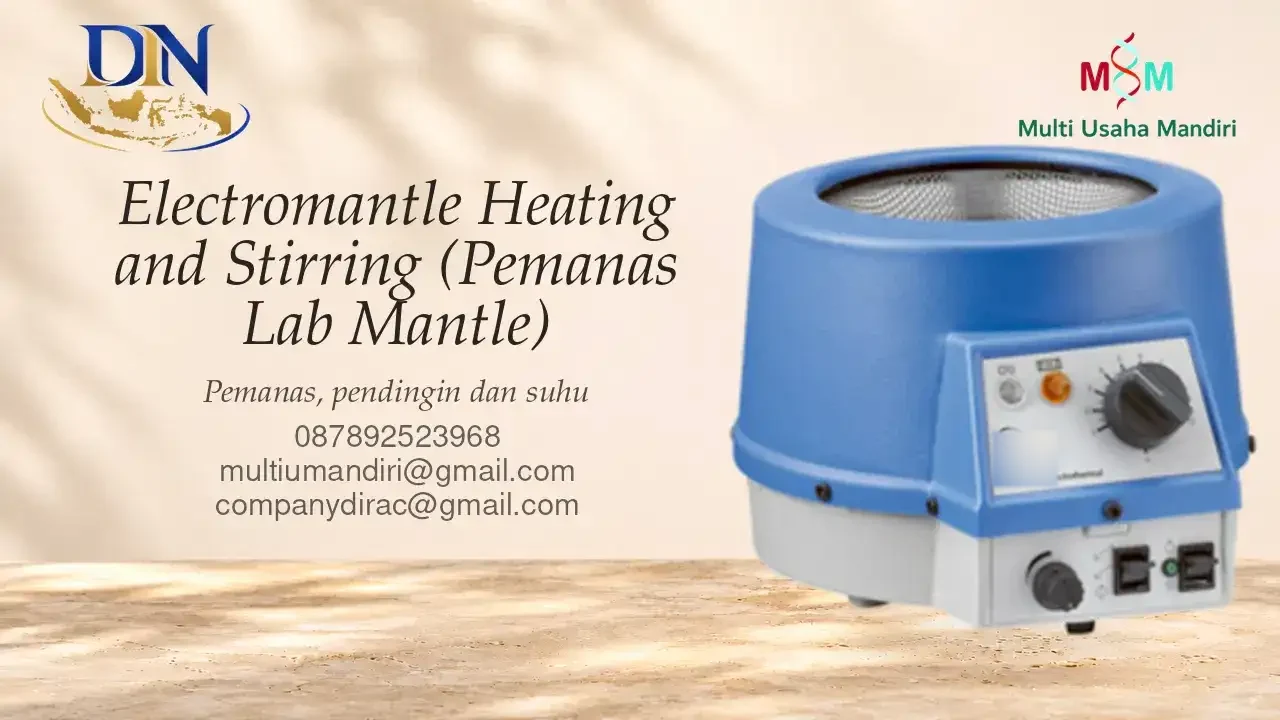 DIN
MSM
Multi Usaha Mandiri
Electromantle Heating
and Stirring (Pemanas
Lab Mantle)
Pemanas, pendingin dan suhu
087892523968
multiumandiri@gmail.com
companydirac@gmail.com